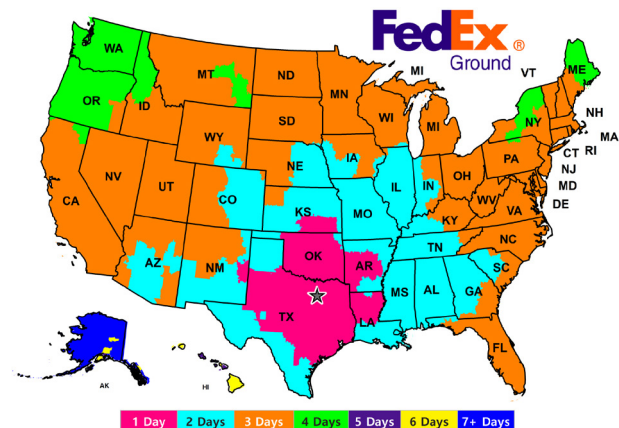 FedEx ®
Ground
WA
MT
ND
MN
MI
VT
ME
OR
ID
SD
WI
MI
NY
NH
MA
WY
IA
PA
CT
RI
NV
UT
NE
IL
IN
OH
NJ
MD
DE
CA
CO
KS
MO
KY
WV
VA
AZ
NM
OK
AR
TN
NC
SC
TX
LA
MS
AL
GA
FL
AK
HI
1 Day
2 Days
3 Days
4 Days
5 Days
6 Days
7+ Days